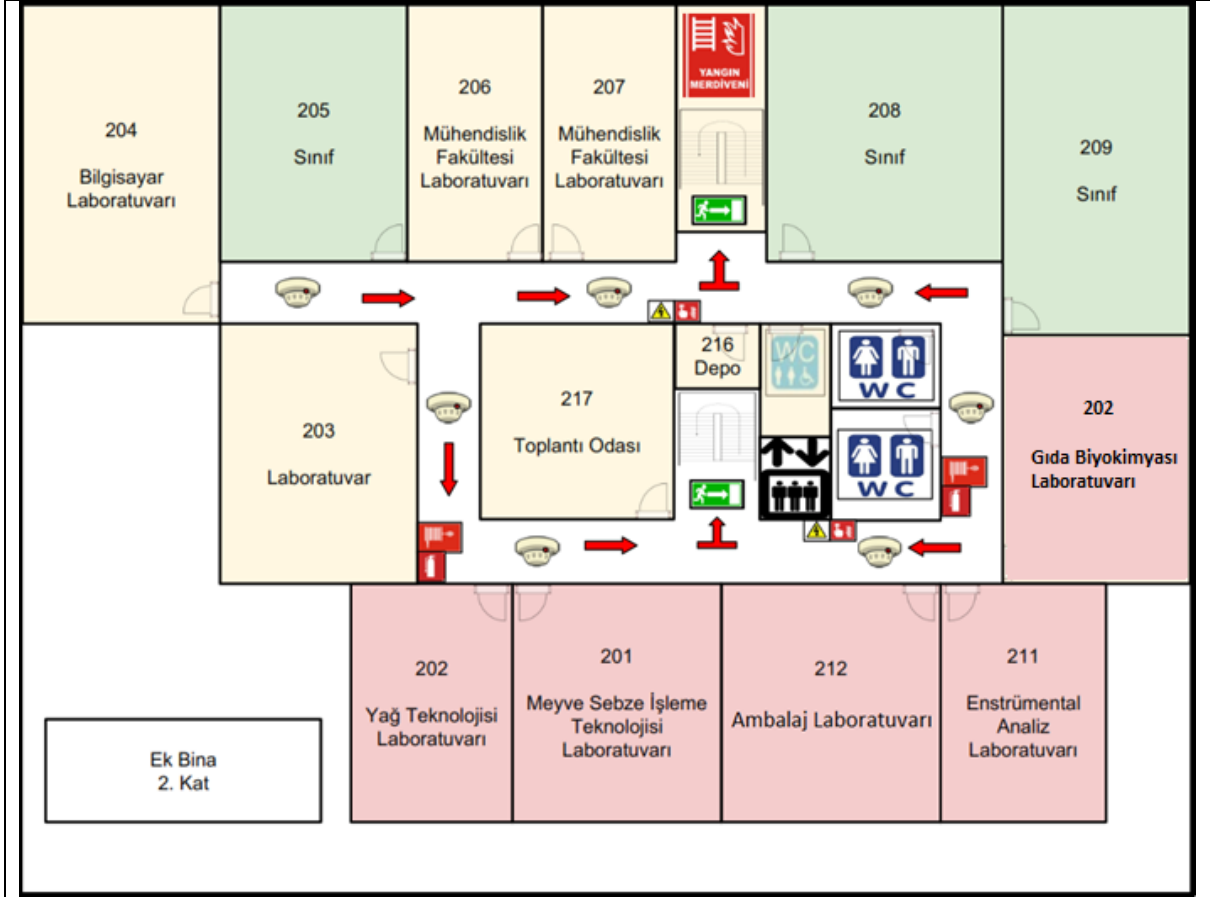 204
Bilgisayar
Laboratuvarı
205
Sınıf
206
Mühendislik
Fakültesi
Laboratuvarı
207
Mühendislik
Fakültesi
Laboratuvarı
YANGIN
MERDİVENİ
208
Sınıf
209
Sınıf
203
Laboratuvar
217
Toplantı Odası
216
Depo
WC
WC
WC
202
Gıda Biyokimyası
Laboratuvarı
202
Yağ Teknolojisi
Laboratuvarı
201
Meyve Sebze İşleme
Teknolojisi
Laboratuvarı
212
Ambalaj Laboratuvarı
211
Enstrümental
Analiz
Laboratuvarı
Ek Bina
2. Kat